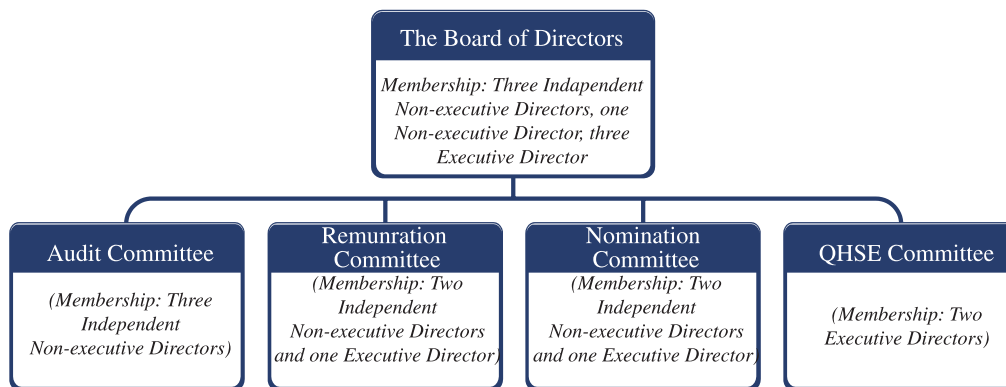 The Board of Directors
Membership: Three Indapendent
Non-executive Directors, one
Non-executive Director, three
Executive Director
Audit Committee
(Membership: Three
Independent
Non-executive Directors)
Remunration
Committee
(Membership: Two
Independent
Non-executive Directors
and one Executive Director)
Nomination
Committee
(Membership: Two
Independent
Non-executive Directors
and one Executive Director)
QHSE Committee
(Membership: Two
Executive Directors)